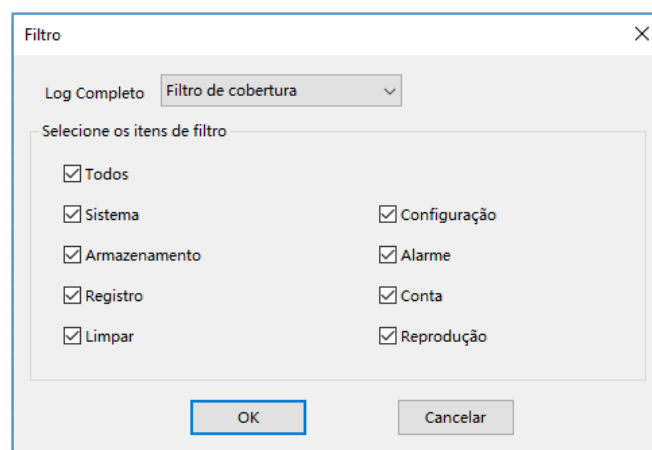 Filtro
Log Completo Filtro de cobertura
Selecione os itens de filtro
Todos
Sistema Configuração
Armazenamento Alarme
Registro Conta
Limpar Reprodução
OK Cancelar